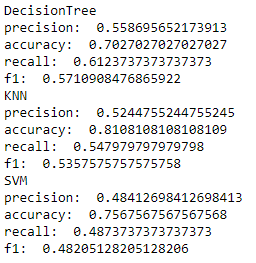 DecisionTree
precision:  0.558695652173913
accuracy:  0.7027027027027027
recall:  0.6123737373737373
f1:  0.5710908476865922
KNN
precision:  0.5244755244755245
accuracy:  0.8108108108108109
recall:  0.547979797979798
f1:  0.5357575757575758
SVM
precision:  0.48412698412698413
accuracy:  0.7567567567567568
recall:  0.4873737373737373
f1:  0.48205128205128206